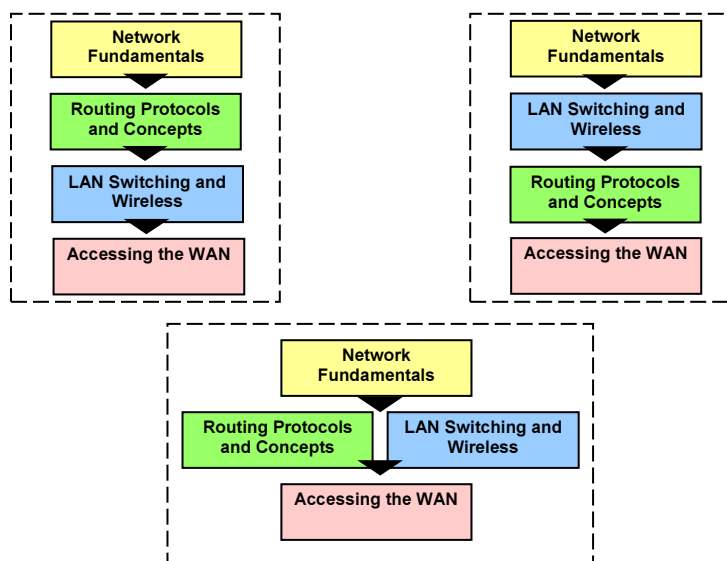 Network
Fundamentals
Routing Protocols
and Concepts
LAN Switching and
Wireless
Accessing the WAN
Network
Fundamentals
LAN Switching and
Wireless
Routing Protocols
and Concepts
Accessing the WAN
Network
Fundamentals
Routing Protocols
and Concepts
LAN Switching and
Wireless
Accessing the WAN